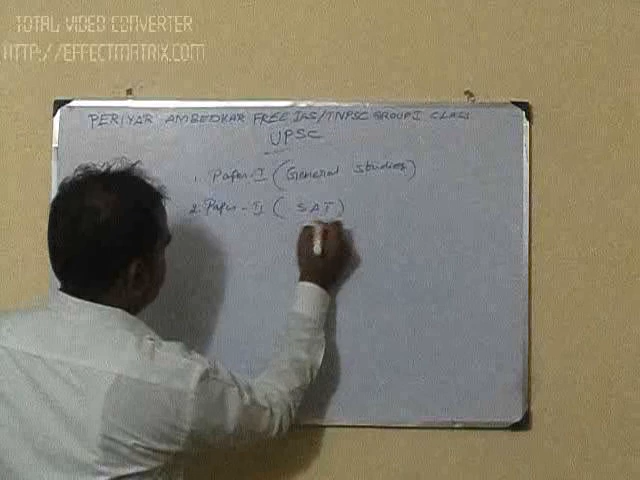 TOTAL VIDEO CONVERTER
HTTP://EFFECTMATRIX.COM
PERIYAR AMBEDKAR FREE IAS/TNPSC GROUP I CLASS
UPSC
1. Paper-I (General Studies)
2. Paper-II ( SAT)